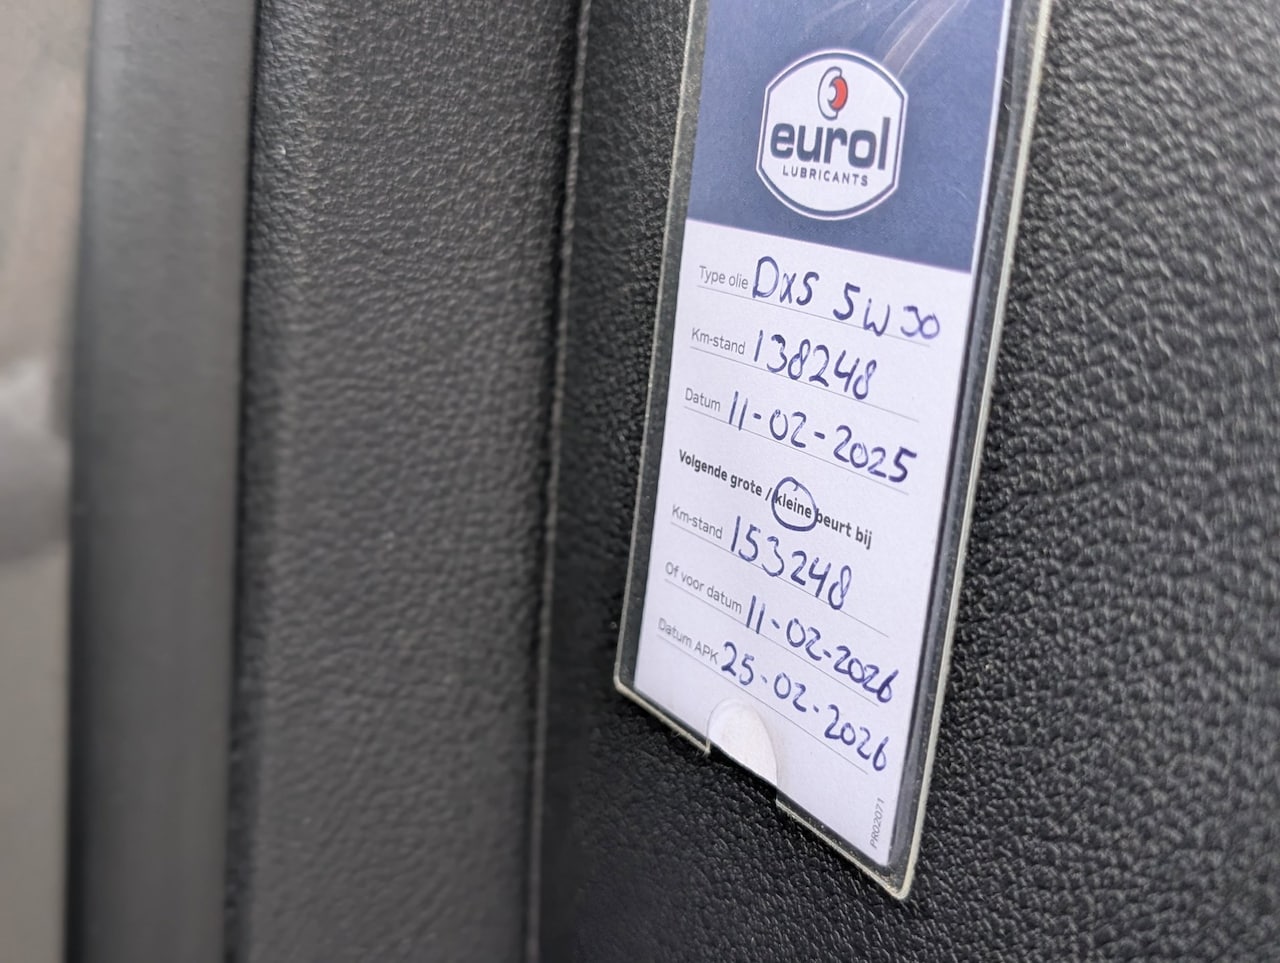 eurol
LUBRICANTS
Type olie DXS 5W30
Km-stand 138248
Datum 11-02-2025
Volgende grote / kleine beurt bij
Km-stand 153248
Of voor datum 11-02-2026
Datum APK 25-02-2026
PR02071